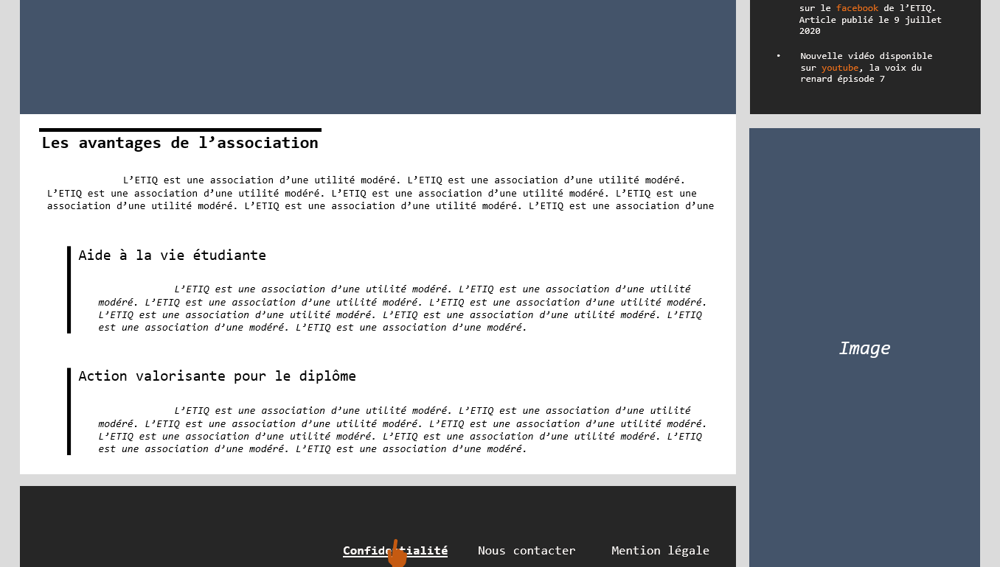 sur le facebook de l’ETIQ.
Article publié le 9 juillet
2020
• Nouvelle vidéo disponible
sur youtube, la voix du
renard épisode 7
Les avantages de l’association
L’ETIQ est une association d’une utilité modéré. L’ETIQ est une association d’une utilité modéré.
L’ETIQ est une association d’une utilité modéré. L’ETIQ est une association d’une utilité modéré. L’ETIQ est une
association d’une utilité modéré. L’ETIQ est une association d’une utilité modéré. L’ETIQ est une association d’une
Aide à la vie étudiante
L’ETIQ est une association d’une utilité modéré. L’ETIQ est une association d’une utilité
modéré. L’ETIQ est une association d’une utilité modéré. L’ETIQ est une association d’une utilité modéré.
L’ETIQ est une association d’une utilité modéré. L’ETIQ est une association d’une utilité modéré. L’ETIQ
est une association d’une modéré. L’ETIQ est une association d’une modéré.
Action valorisante pour le diplôme
L’ETIQ est une association d’une utilité modéré. L’ETIQ est une association d’une utilité
modéré. L’ETIQ est une association d’une utilité modéré. L’ETIQ est une association d’une utilité modéré.
L’ETIQ est une association d’une utilité modéré. L’ETIQ est une association d’une utilité modéré. L’ETIQ
est une association d’une modéré. L’ETIQ est une association d’une modéré.
Image
Confidentialité Nous contacter Mention légale